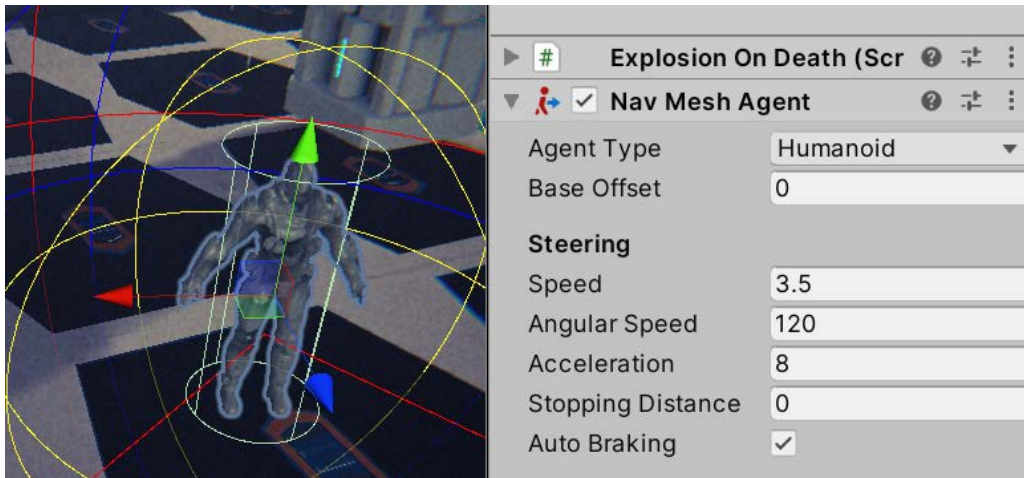 # Explosion On Death (Scr
Nav Mesh Agent
Agent Type Humanoid
Base Offset 0
Steering
Speed 3.5
Angular Speed 120
Acceleration 8
Stopping Distance 0
Auto Braking